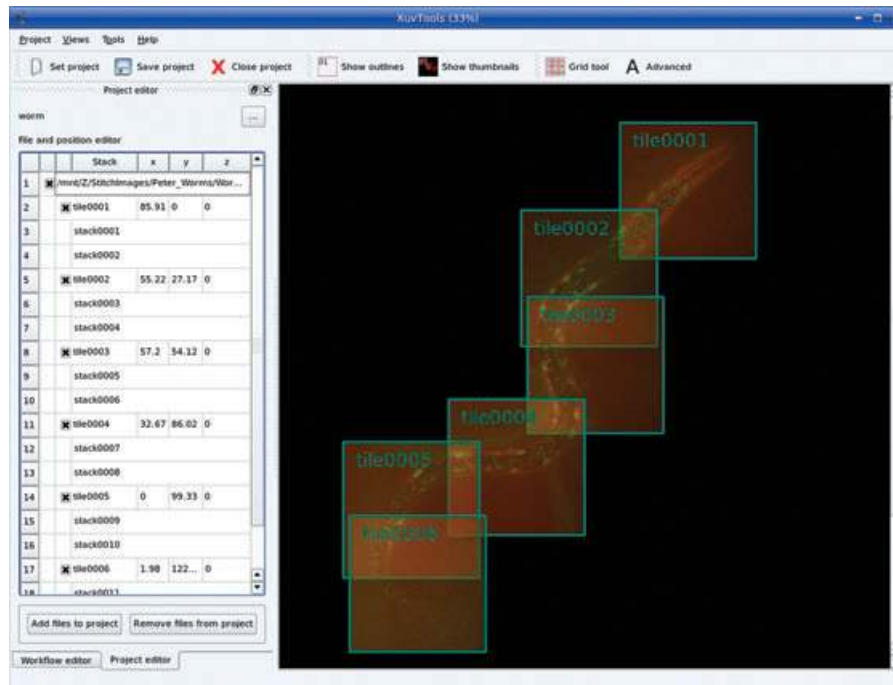 XuvTools (33%)
Project Views Tools Help
Set project Save project Close project Show outlines Show thumbnails Grid tool A Advanced
Project editor
worm ...
File and position editor
Stack x y z
1 /mnt/Z/StitchImages/Peter_Worms/Wor...
2 tile0001 85.91 0 0
3 stack0001
4 stack0002
5 tile0002 55.22 27.17 0
6 stack0003
7 stack0004
8 tile0003 57.2 54.12 0
9 stack0005
10 stack0006
11 tile0004 32.67 86.02 0
12 stack0007
13 stack0008
14 tile0005 0 99.33 0
15 stack0009
16 stack0010
17 tile0006 1.98 122... 0
18 stack0011
Add files to project Remove files from project
Workflow editor Project editor
tile0001
tile0002
tile0003
tile0004
tile0005
tile0006